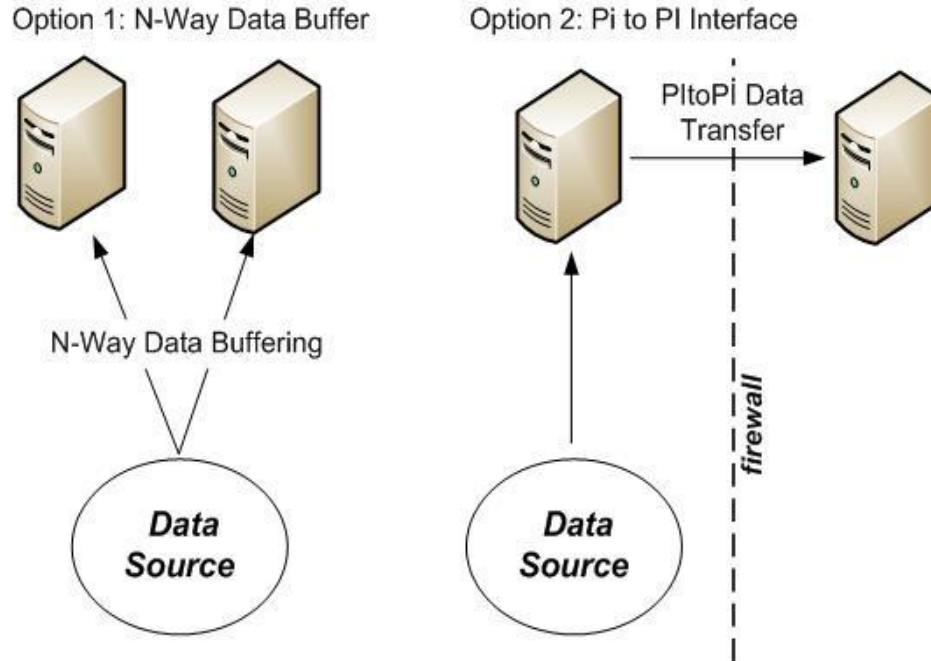 Option 1: N-Way Data Buffer
Option 2: Pi to PI Interface
PItoPI Data
Transfer
N-Way Data Buffering
firewall
Data
Source
Data
Source